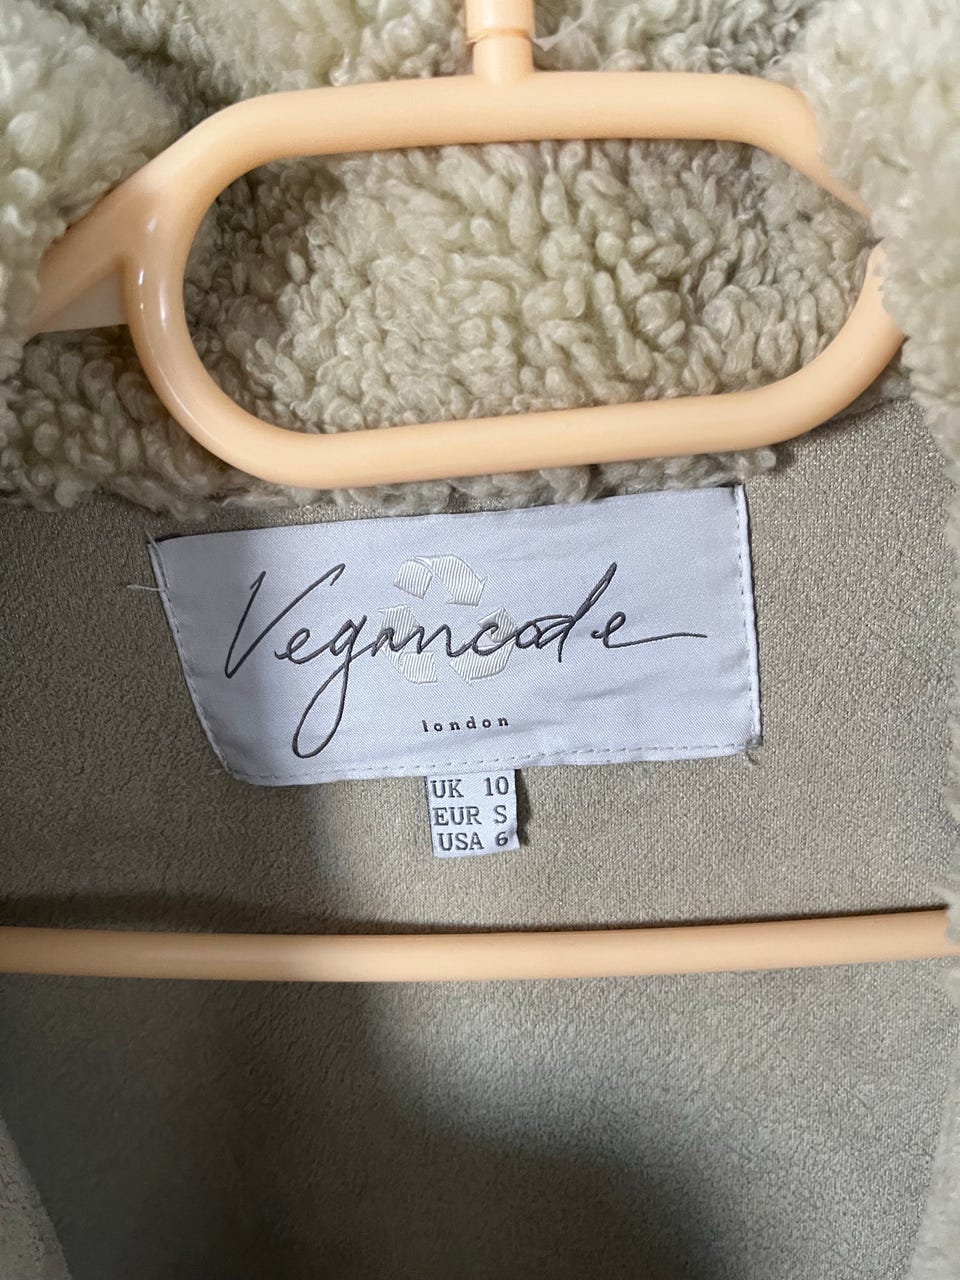 Vegancode
london
UK 10
EUR S
USA 6